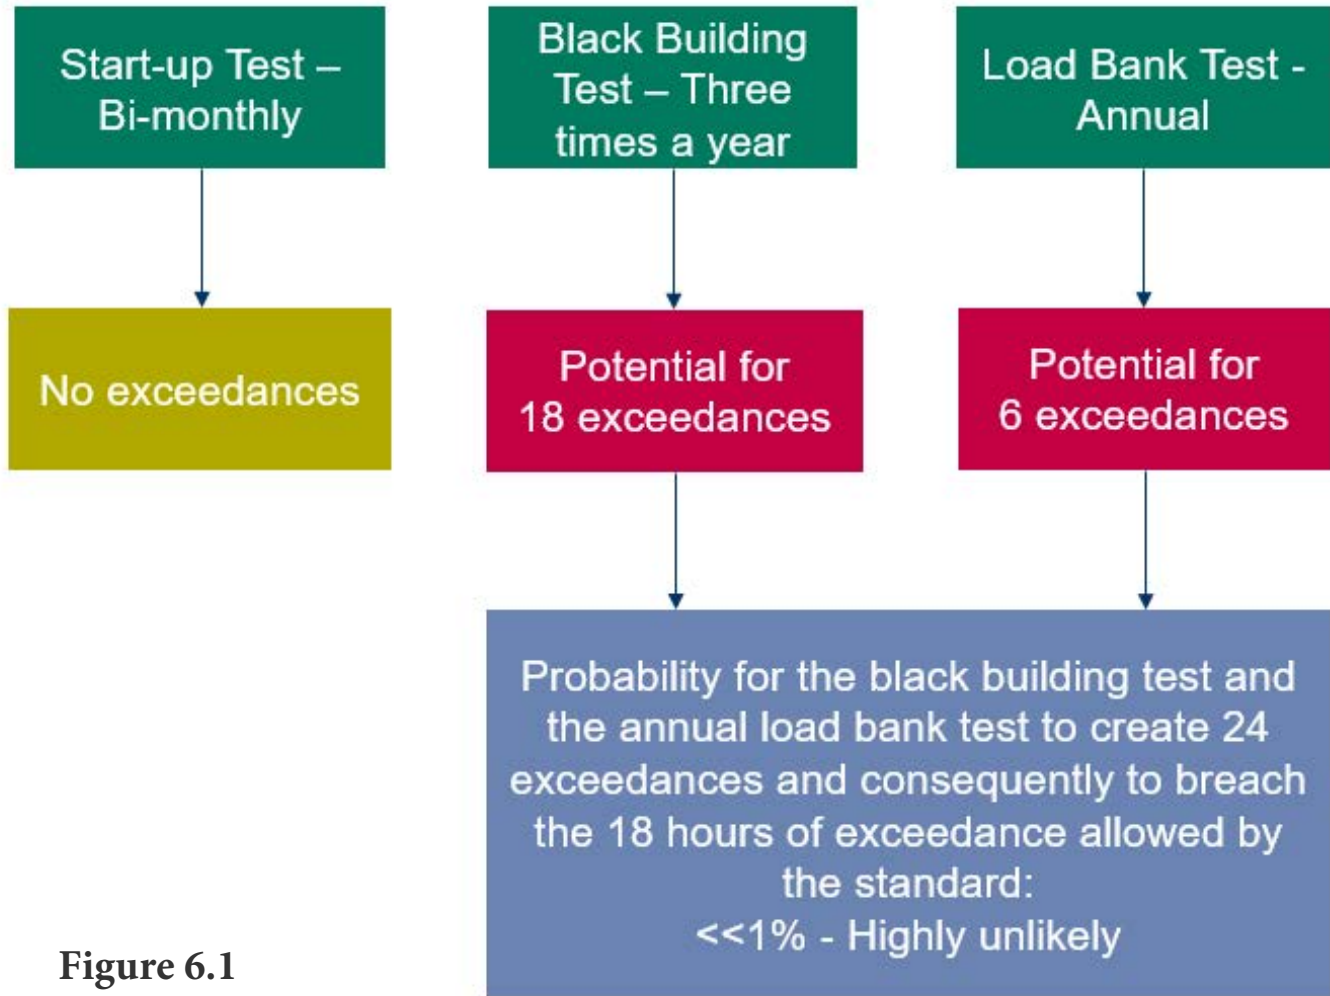 Start-up Test –
Bi-monthly
Black Building
Test – Three
times a year
Load Bank Test -
Annual
No exceedances
Potential for
18 exceedances
Potential for
6 exceedances
Probability for the black building test and
the annual load bank test to create 24
exceedances and consequently to breach
the 18 hours of exceedance allowed by
the standard:
<<1% - Highly unlikely
Figure 6.1